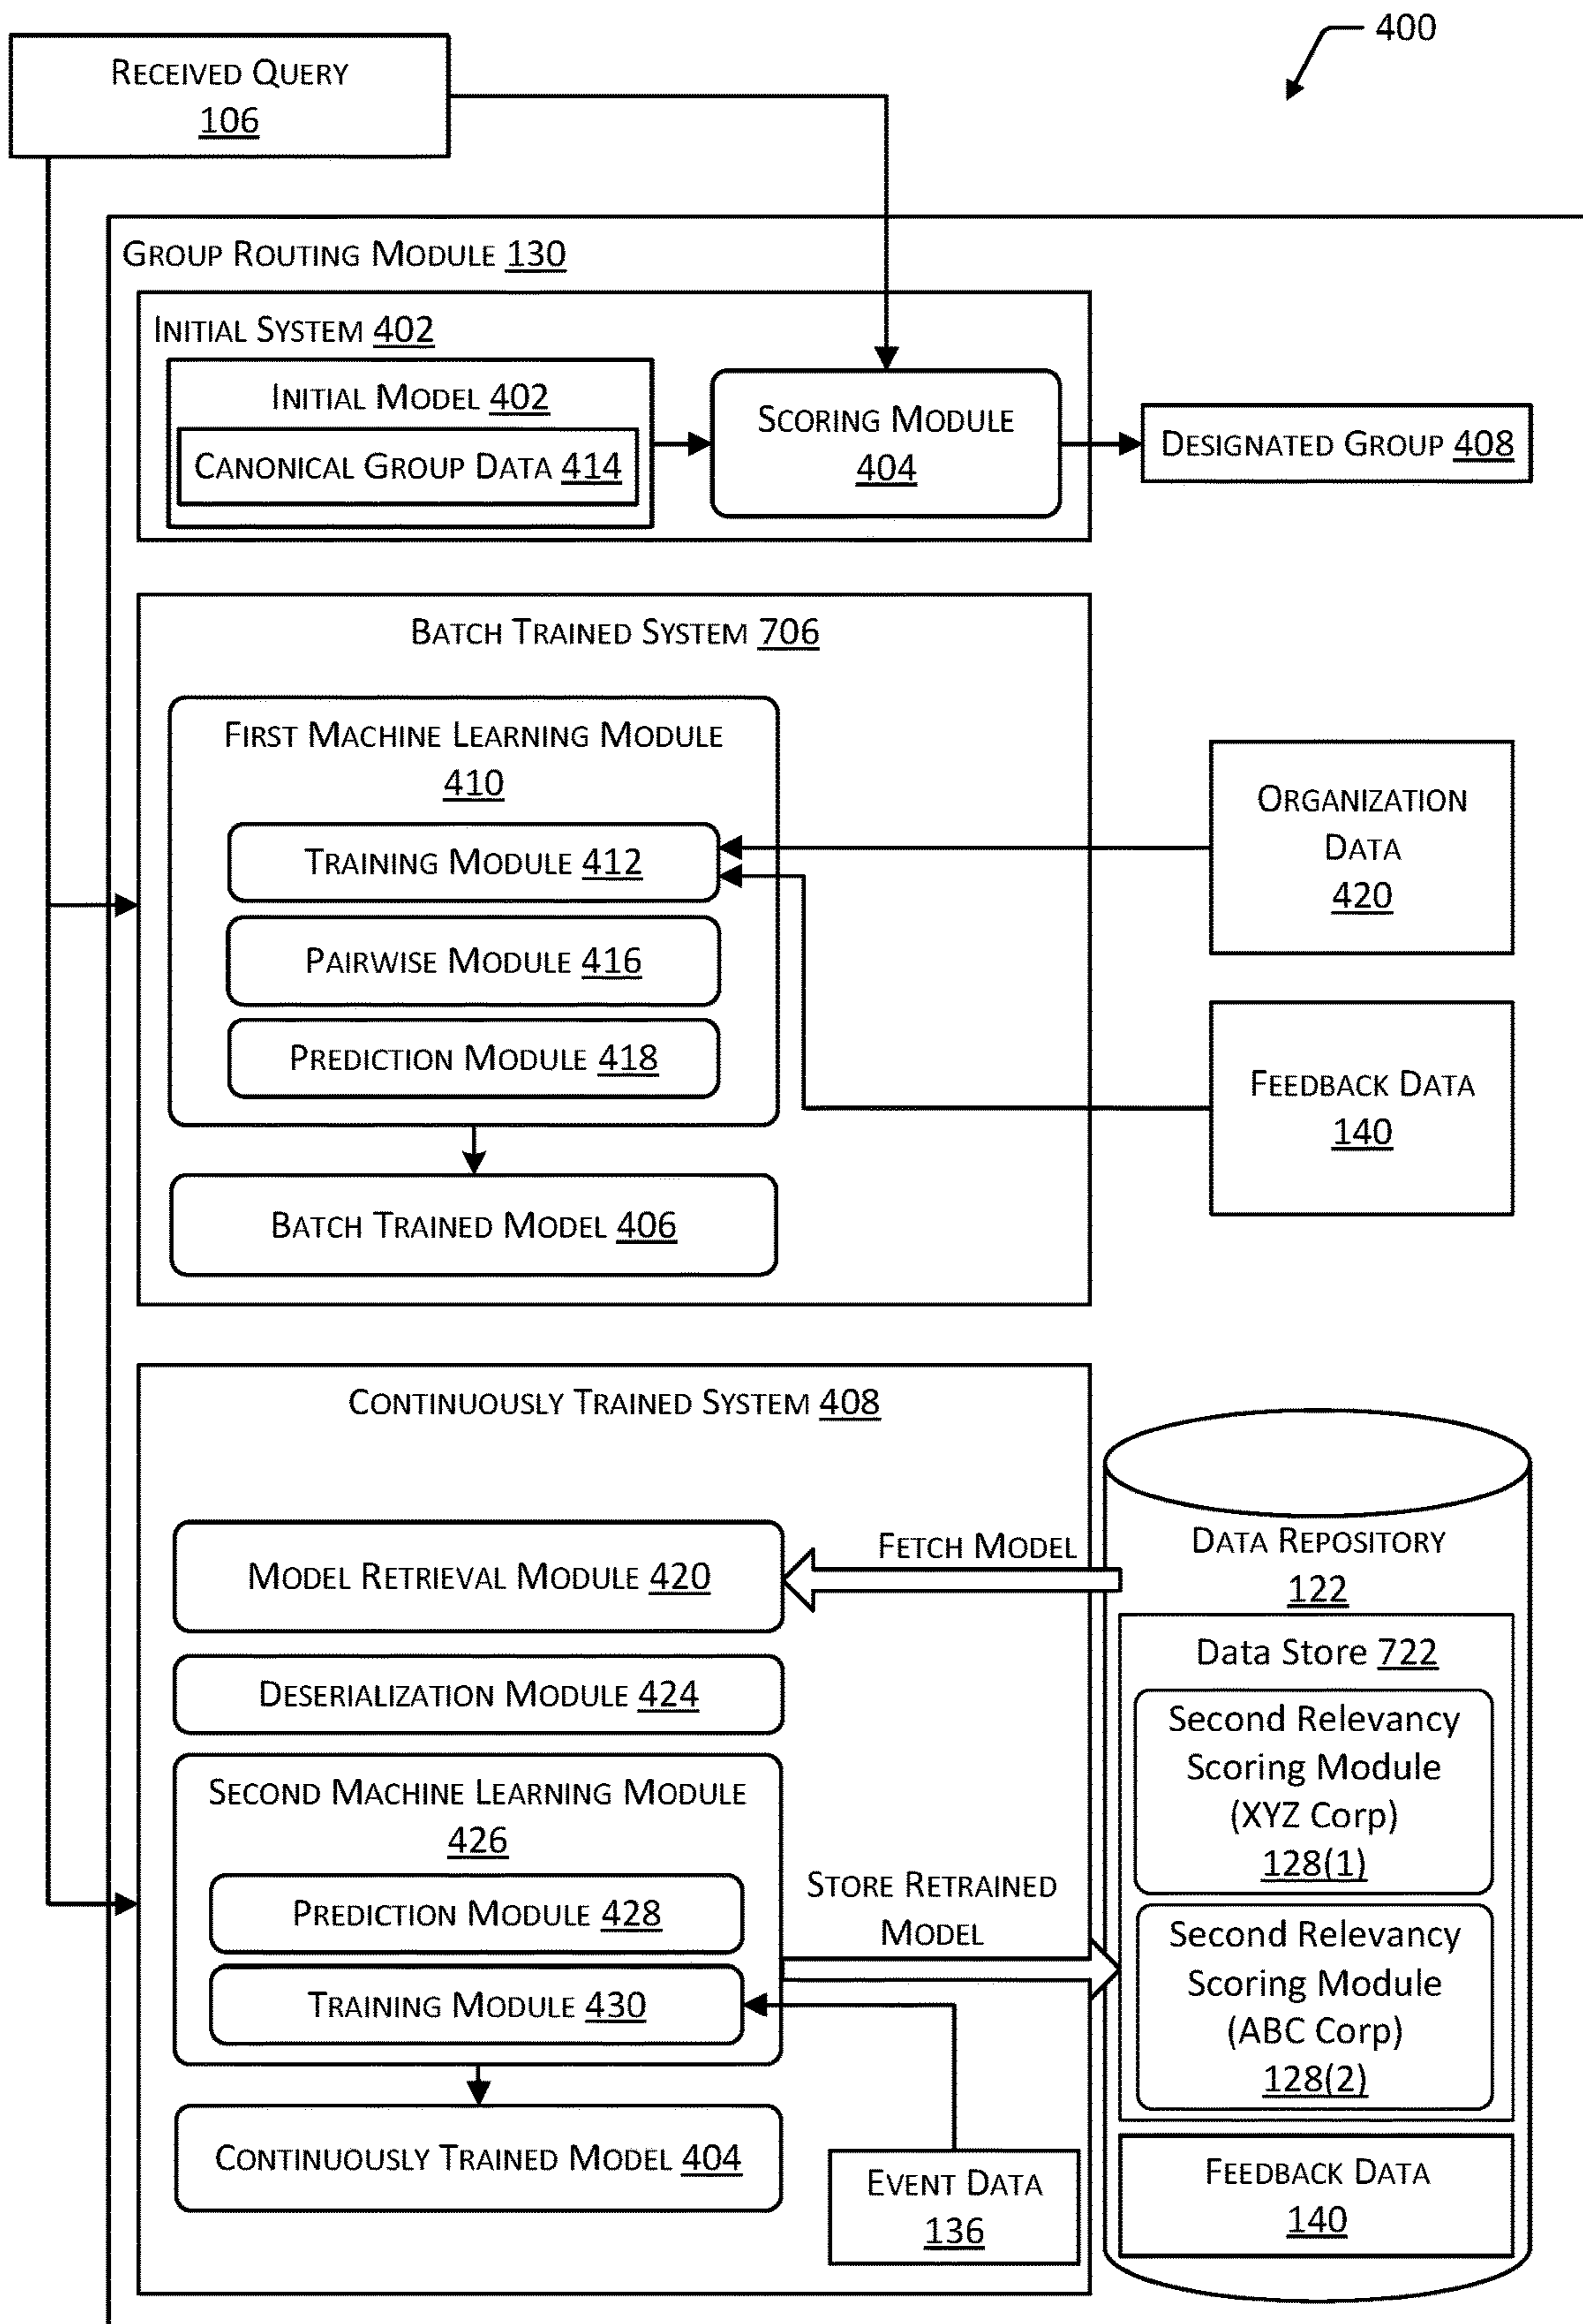 400
RECEIVED QUERY
106
GROUP ROUTING MODULE 130
INITIAL SYSTEM 402
INITIAL MODEL 402
CANONICAL GROUP DATA 414
SCORING MODULE
404
DESIGNATED GROUP 408
BATCH TRAINED SYSTEM 706
FIRST MACHINE LEARNING MODULE
410
TRAINING MODULE 412
PAIRWISE MODULE 416
PREDICTION MODULE 418
BATCH TRAINED MODEL 406
ORGANIZATION
DATA
420
FEEDBACK DATA
140
CONTINUOUSLY TRAINED SYSTEM 408
MODEL RETRIEVAL MODULE 420
FETCH MODEL
DESERIALIZATION MODULE 424
SECOND MACHINE LEARNING MODULE
426
PREDICTION MODULE 428
TRAINING MODULE 430
STORE RETRAINED
MODEL
CONTINUOUSLY TRAINED MODEL 404
EVENT DATA
136
DATA REPOSITORY
122
Data Store 722
Second Relevancy
Scoring Module
(XYZ Corp)
128(1)
Second Relevancy
Scoring Module
(ABC Corp)
128(2)
FEEDBACK DATA
140